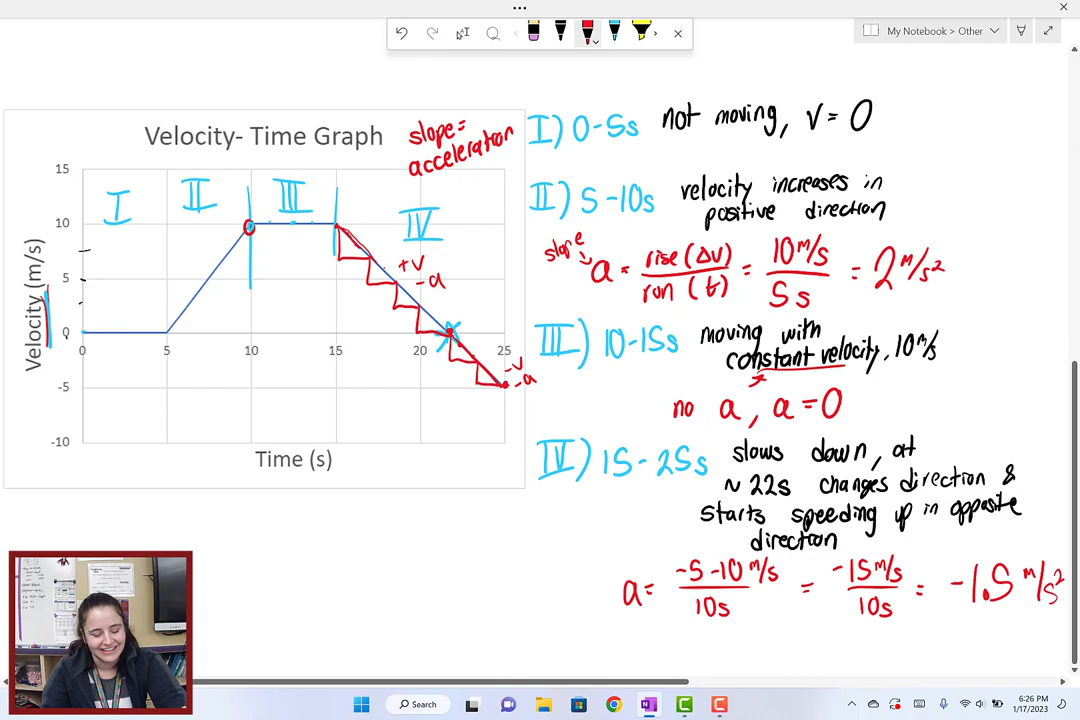 My Notebook > Other
Velocity- Time Graph
slope=
acceleration
Velocity (m/s)
15
10
5
0
-5
-10
0
5
10
15
20
25
Time (s)
I
II
III
IV
+v
-a
-v
-a
I) 0-5s not moving, v = 0
II) 5-10s velocity increases in
positive direction
slope
a = rise (Δv) / run (t) = 10 m/s / 5s = 2 m/s²
III) 10-15s moving with
constant velocity, 10 m/s
no a, a = 0
IV) 15-25s slows down, at
~ 22s changes direction &
starts speeding up in opposite
direction
a = -5-10 m/s / 10s = -15 m/s / 10s = -1.5 m/s²
Search
6:26 PM
1/17/2023